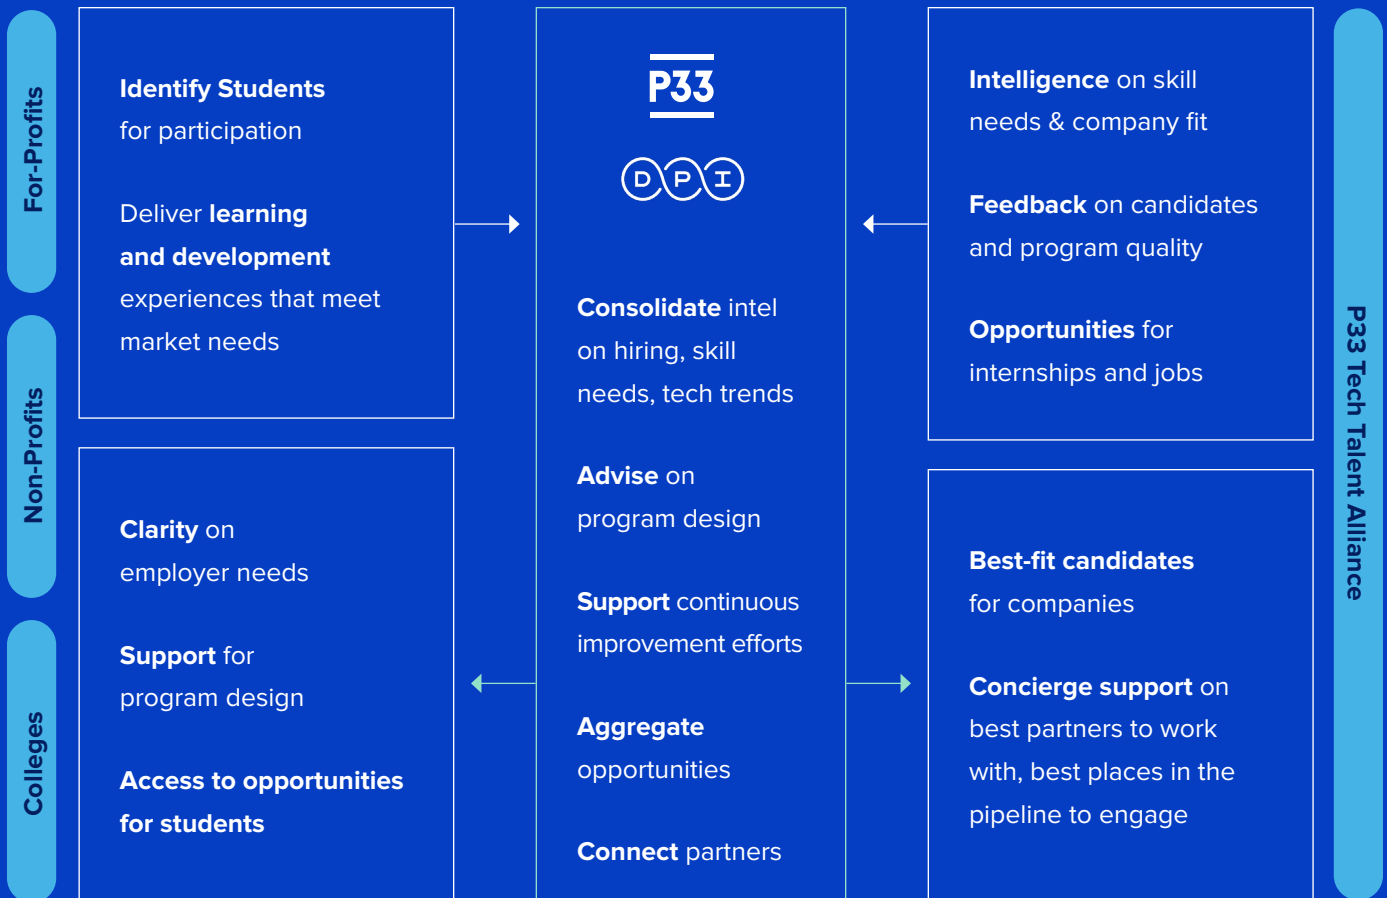 For-Profits
Non-Profits
Colleges
Identify Students
for participation
Deliver learning
and development
experiences that meet
market needs
Clarity on
employer needs
Support for
program design
Access to opportunities
for students
P33
DPI
Consolidate intel
on hiring, skill
needs, tech trends
Advise on
program design
Support continuous
improvement efforts
Aggregate
opportunities
Connect partners
Intelligence on skill
needs & company fit
Feedback on candidates
and program quality
Opportunities for
internships and jobs
Best-fit candidates
for companies
Concierge support on
best partners to work
with, best places in the
pipeline to engage
P33 Tech Talent Alliance